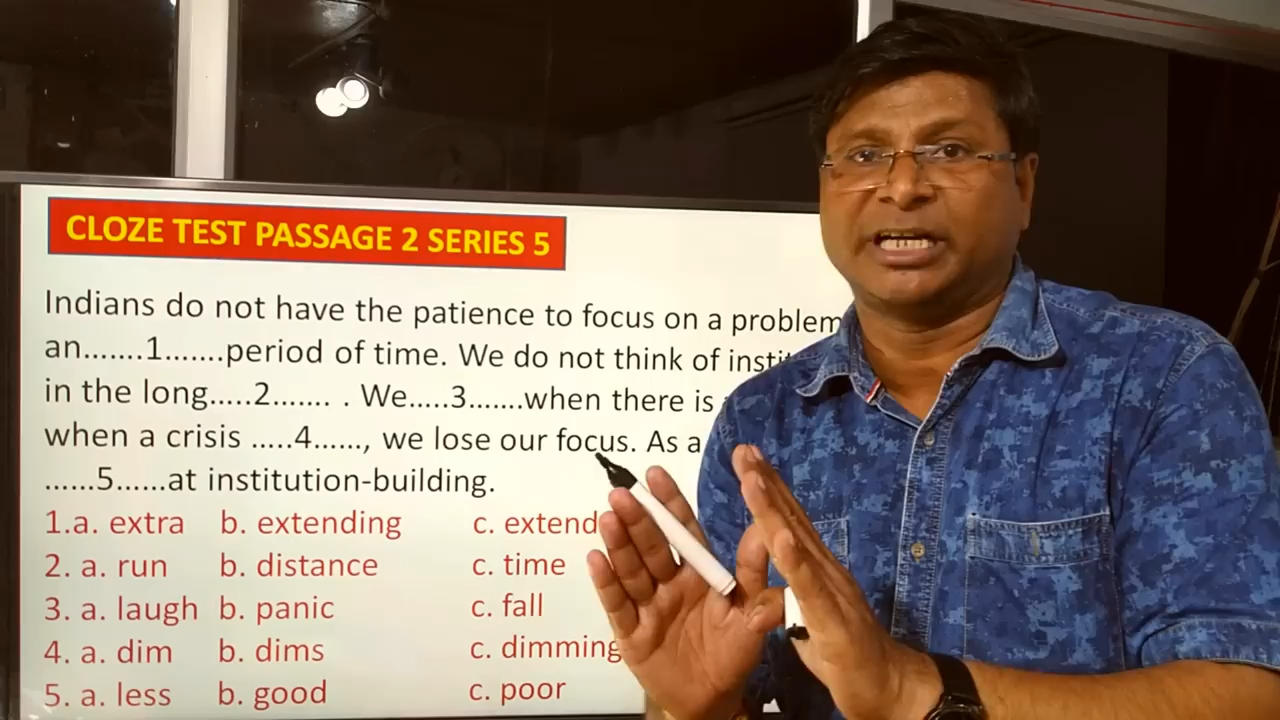 CLOZE TEST PASSAGE 2 SERIES 5
Indians do not have the patience to focus on a problem
an.......1.......period of time. We do not think of
in the long.....2....... . We.....3.......when there is
when a crisis .....4......, we lose our focus. As a
......5......at institution-building.
1.a. extra b. extending c. extend
2. a. run b. distance c. time
3. a. laugh b. panic c. fall
4. a. dim b. dims c. dimming
5. a. less b. good c. poor